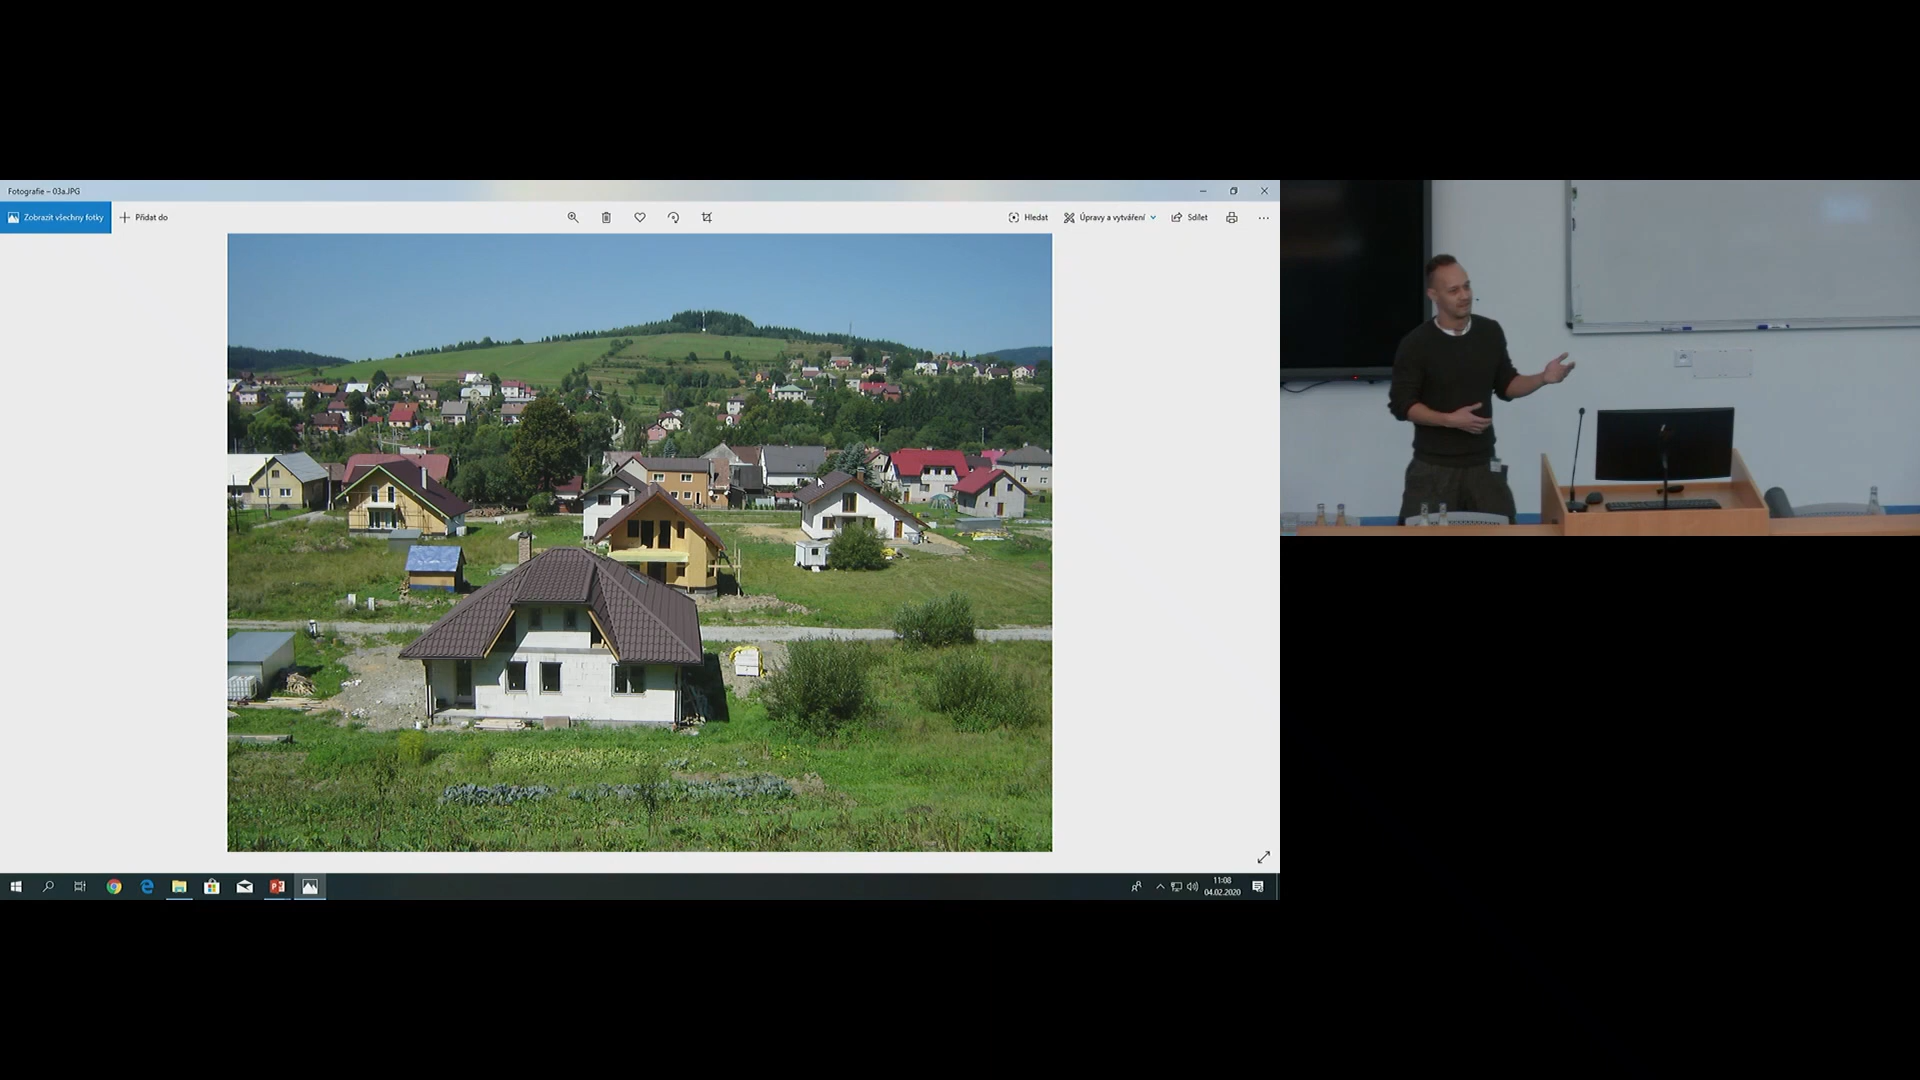 Fotografie – 03a.JPG
Zobrazit všechny fotky
Přidat do
Hledat
Úpravy a vytváření
Sdílet
11:08
04.02.2020